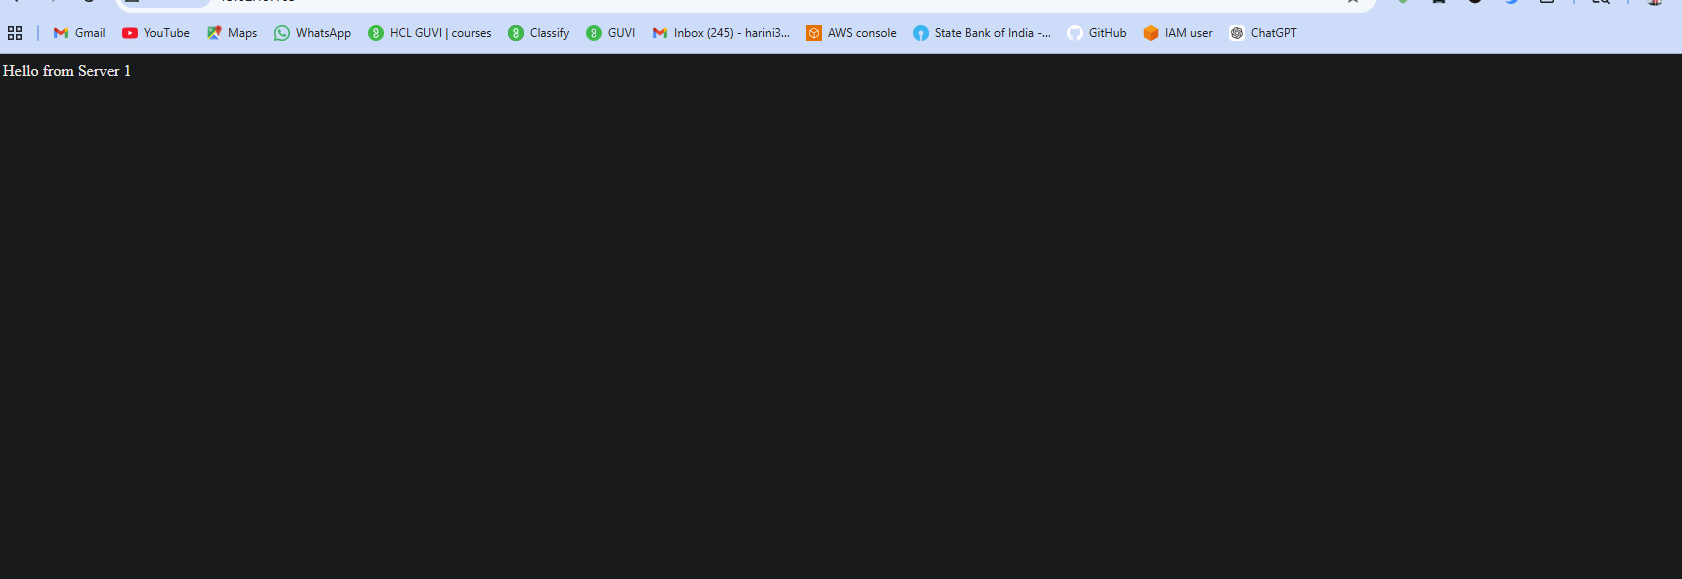 Gmail
YouTube
Maps
WhatsApp
HCL GUVI | courses
Classify
GUVI
Inbox (245) - harini3...
AWS console
State Bank of India -...
GitHub
IAM user
ChatGPT
Hello from Server 1